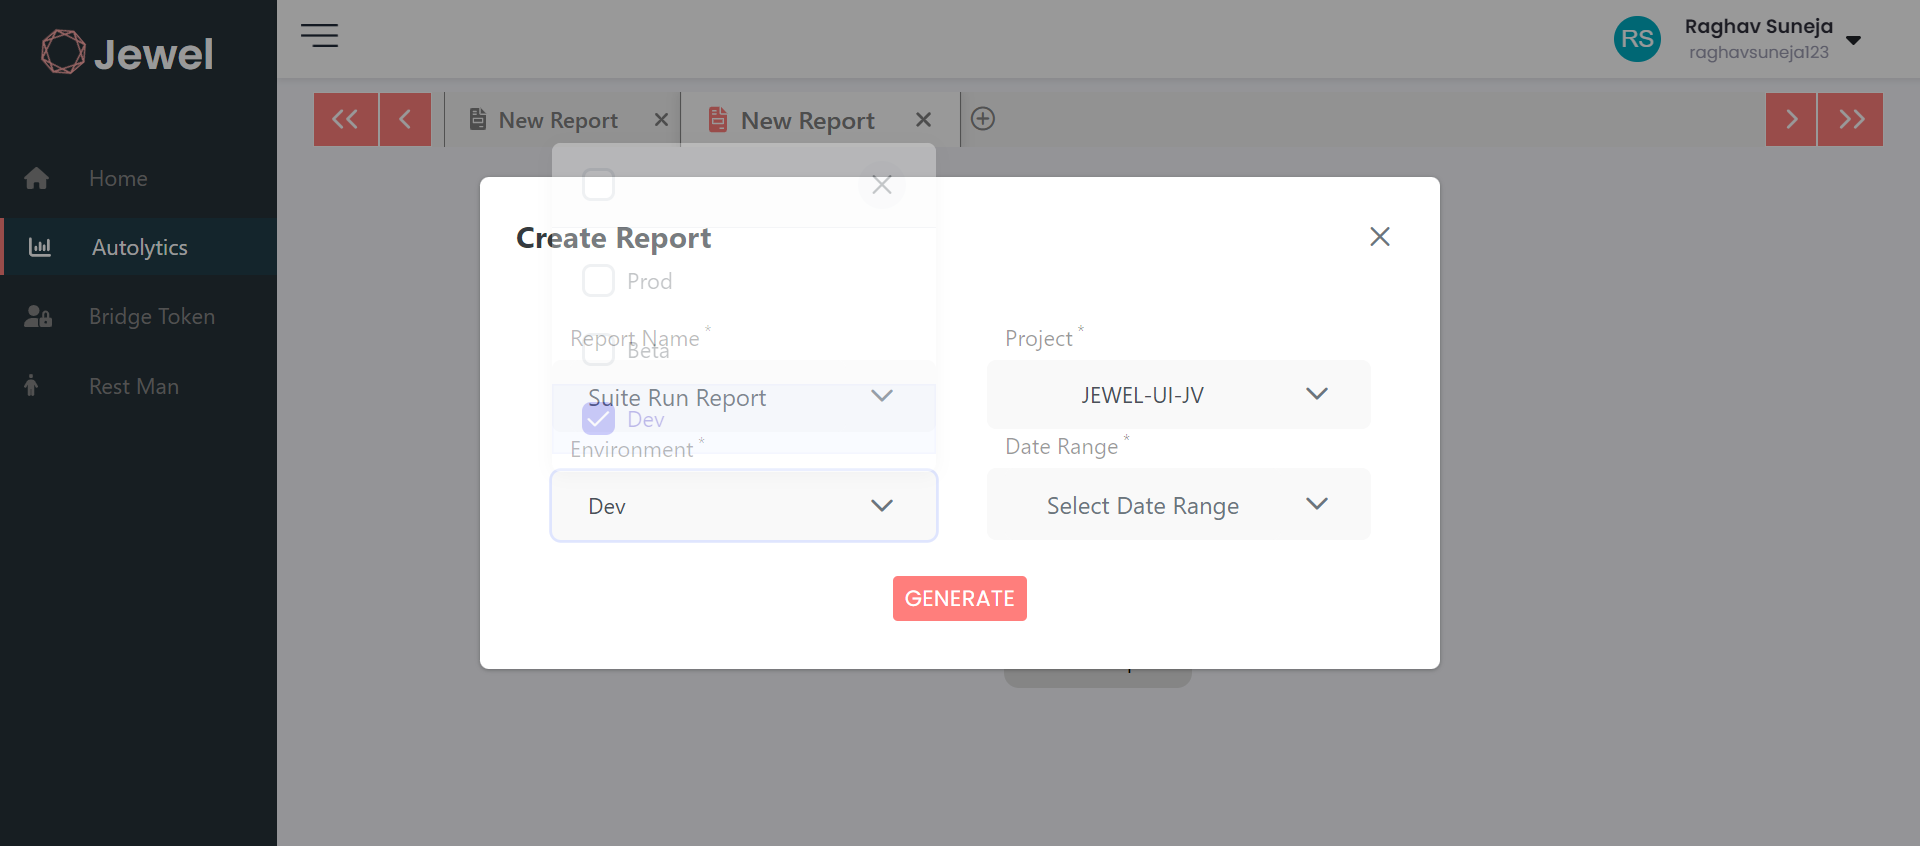 Jewel
Raghav Suneja
raghavsuneja123
RS
New Report
New Report
Home
Autolytics
Bridge Token
Rest Man
Create Report
Prod
Report Name *
Project *
Beta
Suite Run Report
JEWEL-UI-JV
Dev
Environment *
Date Range *
Dev
Select Date Range
GENERATE